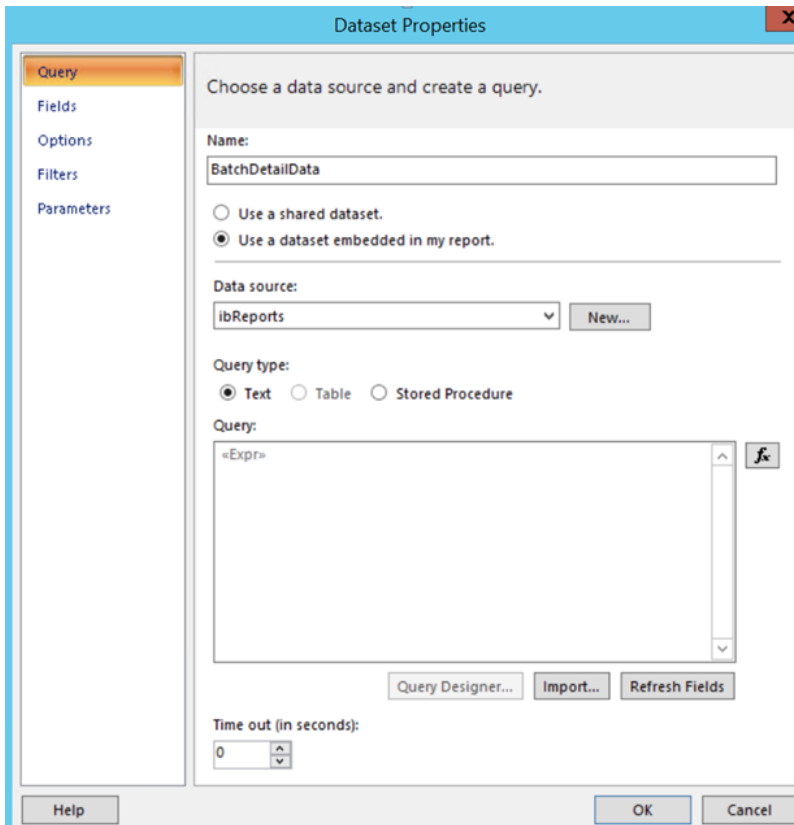 Dataset Properties
X
Query
Fields
Options
Filters
Parameters
Choose a data source and create a query.
Name:
BatchDetailData
Use a shared dataset.
Use a dataset embedded in my report.
Data source:
ibReports
New...
Query type:
Text Table Stored Procedure
Query:
«Expr»
fx
Query Designer... Import... Refresh Fields
Time out (in seconds):
0
Help OK Cancel